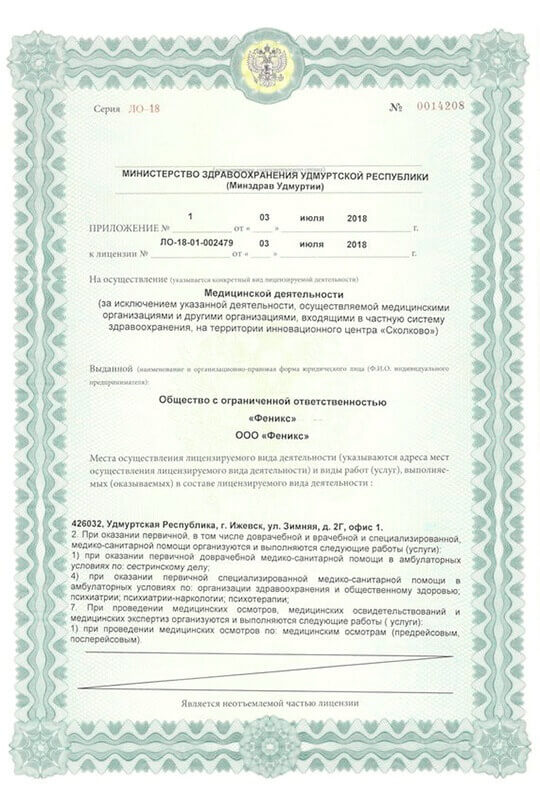 Серия ЛО-18 № 0014208
МИНИСТЕРСТВО ЗДРАВООХРАНЕНИЯ УДМУРТСКОЙ РЕСПУБЛИКИ
(Минздрав Удмуртии)
ПРИЛОЖЕНИЕ № 1 от « 03 » июля 2018 г.
к лицензии № ЛО-18-01-002479 от « 03 » июля 2018 г.
На осуществление (указывается конкретный вид лицензируемой деятельности)
Медицинской деятельности
(за исключением указанной деятельности, осуществляемой медицинскими
организациями и другими организациями, входящими в частную систему
здравоохранения, на территории инновационного центра «Сколково»)
Выданной (наименование и организационно-правовая форма юридического лица (Ф.И.О. индивидуального
предпринимателя):
Общество с ограниченной ответственностью
«Феникс»
ООО «Феникс»
Места осуществления лицензируемого вида деятельности (указываются адреса мест
осуществления лицензируемого вида деятельности) и виды работ (услуг), выполняе-
мых (оказываемых) в составе лицензируемого вида деятельности :
426032, Удмуртская Республика, г. Ижевск, ул. Зимняя, д. 2Г, офис 1.
2. При оказании первичной, в том числе доврачебной и врачебной и специализированной,
медико-санитарной помощи организуются и выполняются следующие работы (услуги):
1) при оказании первичной доврачебной медико-санитарной помощи в амбулаторных
условиях по: сестринскому делу;
4) при оказании первичной специализированной медико-санитарной помощи в
амбулаторных условиях по: организации здравоохранения и общественному здоровью;
психиатрии; психиатрии-наркологии; психотерапии;
7. При проведении медицинских осмотров, медицинских освидетельствований и
медицинских экспертиз организуются и выполняются следующие работы ( услуги):
1) при проведении медицинских осмотров по: медицинским осмотрам (предрейсовым,
послерейсовым).
Является неотъемлемой частью лицензии